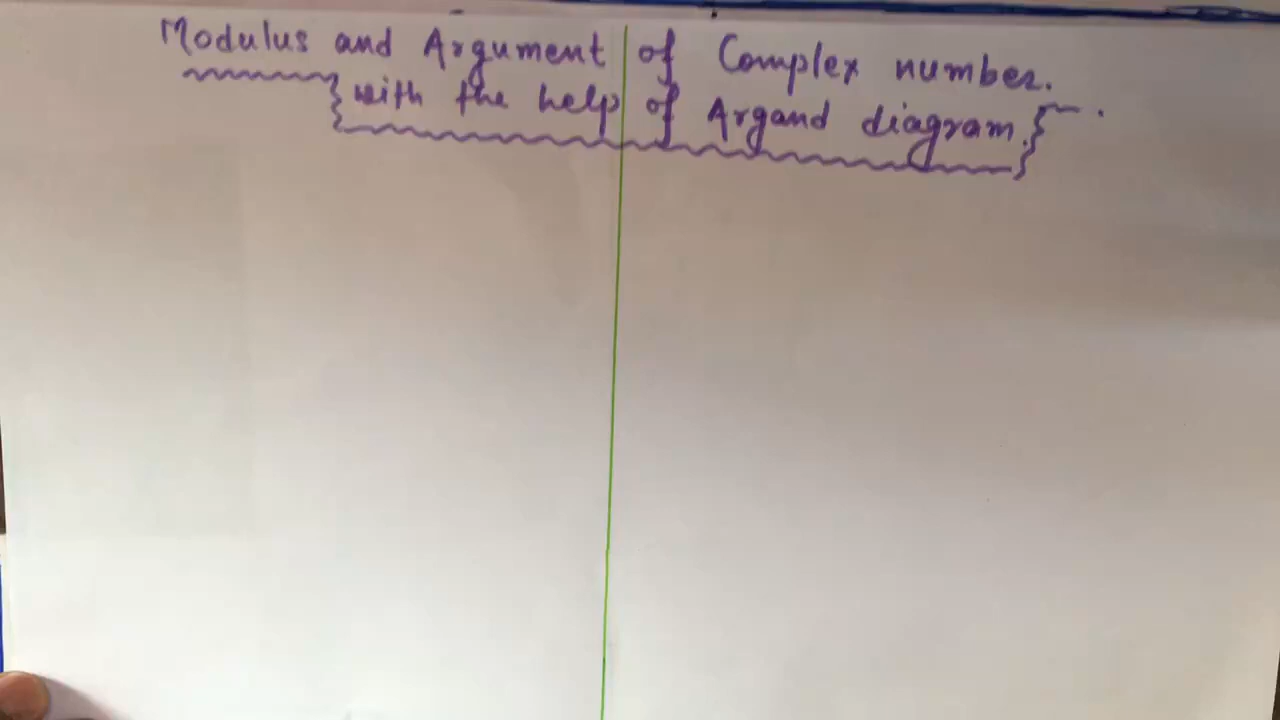 Modulus and Argument of Complex number.
with the help of Argand diagram.